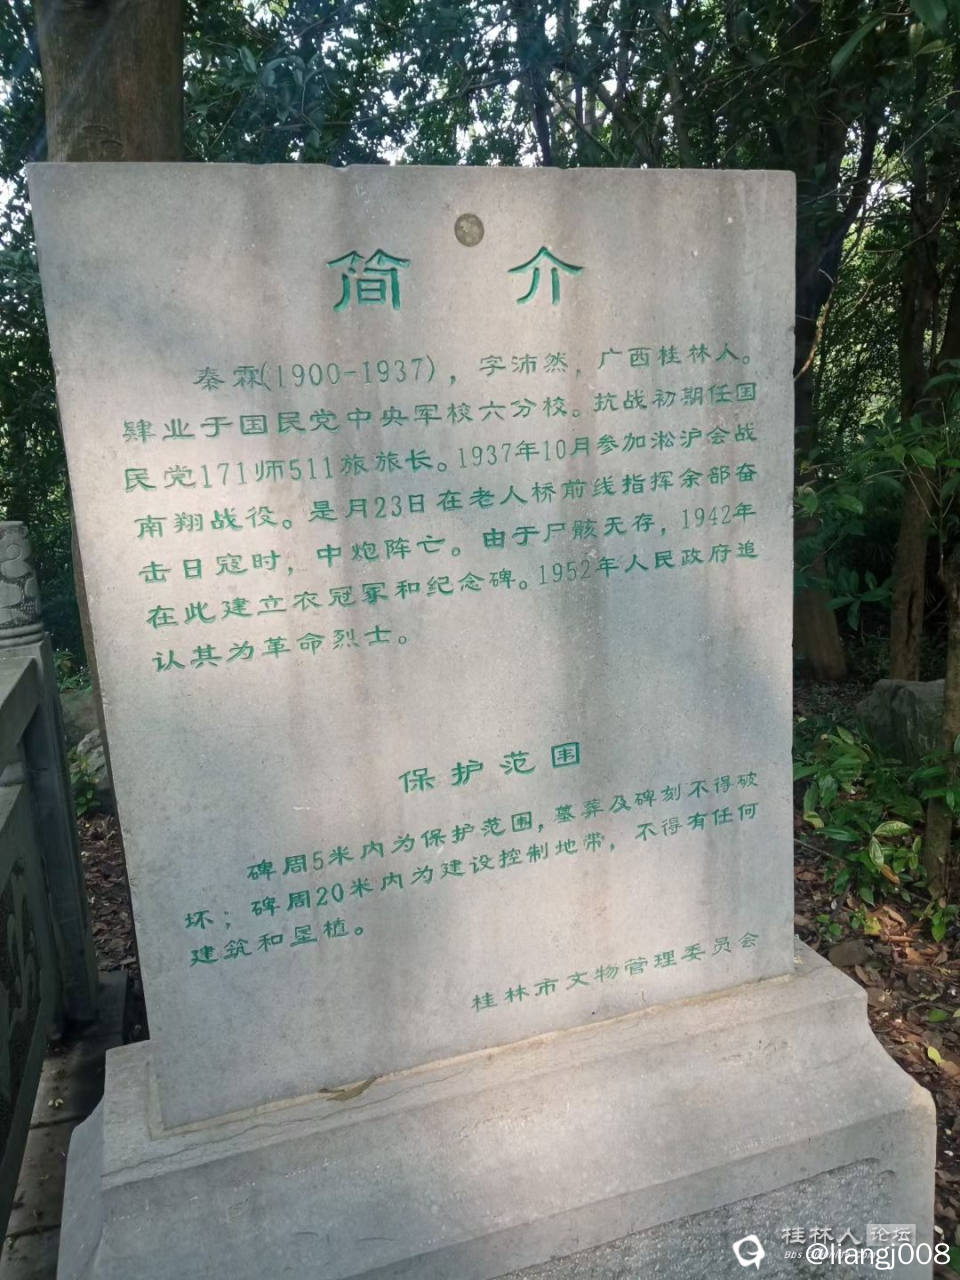 简 介
秦霖(1900-1937)，字沛然，广西桂林人。
肆业于国民党中央军校六分校。抗战初期任国
民党171师511旅旅长。1937年10月参加淞沪会战
南翔战役。是月23日在老人桥前线指挥余部奋
击日寇时，中炮阵亡。由于尸骸无存，1942年
在此建立衣冠冢和纪念碑。1952年人民政府追
认其为革命烈士。
保护范围
碑周5米内为保护范围，墓葬及碑刻不得破
坏；碑周20米内为建设控制地带，不得有任何
建筑和垦植。
桂林市文物管理委员会
桂林人论坛
@liangj008